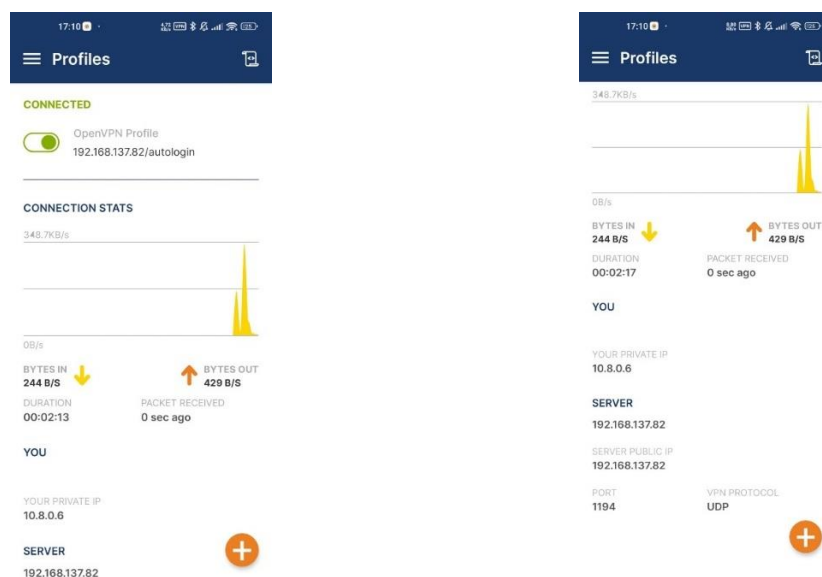 17:10
Profiles
CONNECTED
OpenVPN Profile
192.168.137.82/autologin
CONNECTION STATS
348.7KB/s
0B/s
BYTES IN
244 B/S
BYTES OUT
429 B/S
DURATION
00:02:13
PACKET RECEIVED
0 sec ago
YOU
YOUR PRIVATE IP
10.8.0.6
SERVER
192.168.137.82
17:10
Profiles
348.7KB/s
0B/s
BYTES IN
244 B/S
BYTES OUT
429 B/S
DURATION
00:02:17
PACKET RECEIVED
0 sec ago
YOU
YOUR PRIVATE IP
10.8.0.6
SERVER
192.168.137.82
SERVER PUBLIC IP
192.168.137.82
PORT
1194
VPN PROTOCOL
UDP